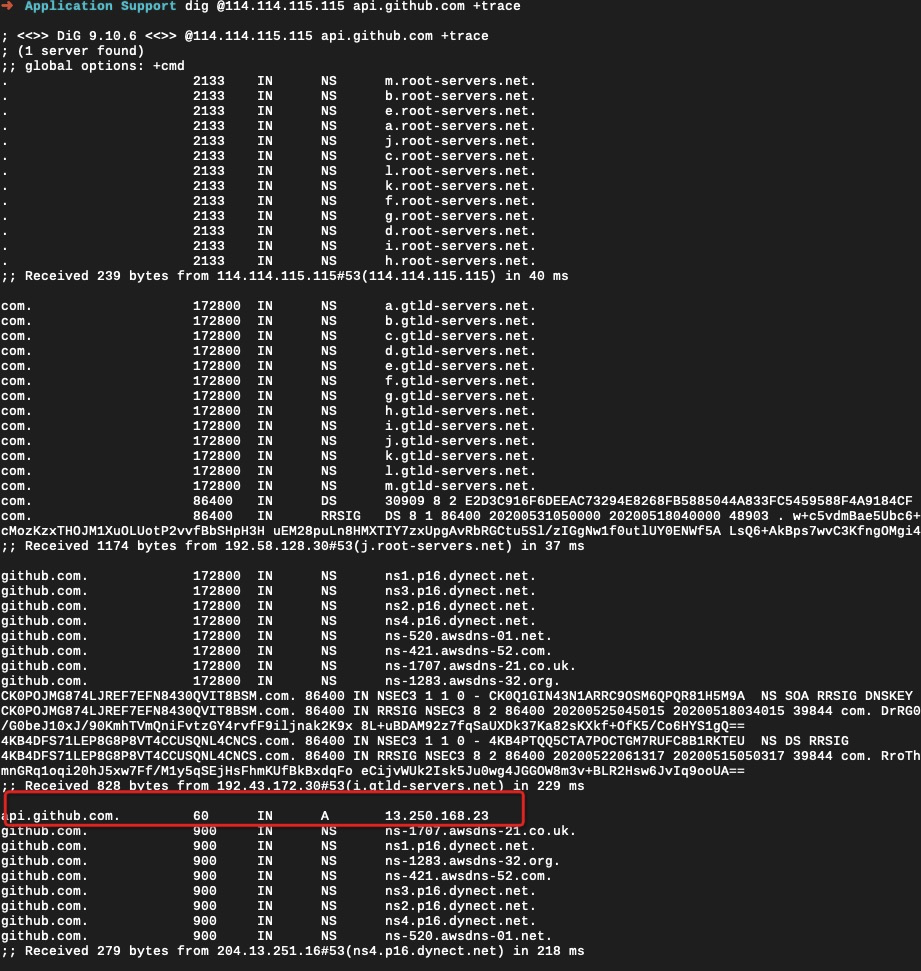 ➜ Application Support dig @114.114.115.115 api.github.com +trace
; <<>> DiG 9.10.6 <<>> @114.114.115.115 api.github.com +trace
; (1 server found)
;; global options: +cmd
. 2133 IN NS m.root-servers.net.
. 2133 IN NS b.root-servers.net.
. 2133 IN NS e.root-servers.net.
. 2133 IN NS a.root-servers.net.
. 2133 IN NS j.root-servers.net.
. 2133 IN NS c.root-servers.net.
. 2133 IN NS l.root-servers.net.
. 2133 IN NS k.root-servers.net.
. 2133 IN NS f.root-servers.net.
. 2133 IN NS g.root-servers.net.
. 2133 IN NS d.root-servers.net.
. 2133 IN NS i.root-servers.net.
. 2133 IN NS h.root-servers.net.
;; Received 239 bytes from 114.114.115.115#53(114.114.115.115) in 40 ms
com. 172800 IN NS a.gtld-servers.net.
com. 172800 IN NS b.gtld-servers.net.
com. 172800 IN NS c.gtld-servers.net.
com. 172800 IN NS d.gtld-servers.net.
com. 172800 IN NS e.gtld-servers.net.
com. 172800 IN NS f.gtld-servers.net.
com. 172800 IN NS g.gtld-servers.net.
com. 172800 IN NS h.gtld-servers.net.
com. 172800 IN NS i.gtld-servers.net.
com. 172800 IN NS j.gtld-servers.net.
com. 172800 IN NS k.gtld-servers.net.
com. 172800 IN NS l.gtld-servers.net.
com. 172800 IN NS m.gtld-servers.net.
com. 86400 IN DS 30909 8 2 E2D3C916F6DEEAC73294E8268FB5885044A833FC5459588F4A9184CF
com. 86400 IN RRSIG DS 8 1 86400 20200531050000 20200518040000 48903 . w+c5vdmBae5Ubc6+
cMozKzxTHOJM1XuOLUotP2vvfBbSHpH3H uEM28puLn8HMXTIY7zxUpgAvRbRGCtu5Sl/zIGgNw1f0utlUY0ENWf5A LsQ6+AkBps7wvC3KfngOMgi4
;; Received 1174 bytes from 192.58.128.30#53(j.root-servers.net) in 37 ms
github.com. 172800 IN NS ns1.p16.dynect.net.
github.com. 172800 IN NS ns3.p16.dynect.net.
github.com. 172800 IN NS ns2.p16.dynect.net.
github.com. 172800 IN NS ns4.p16.dynect.net.
github.com. 172800 IN NS ns-520.awsdns-01.net.
github.com. 172800 IN NS ns-421.awsdns-52.com.
github.com. 172800 IN NS ns-1707.awsdns-21.co.uk.
github.com. 172800 IN NS ns-1283.awsdns-32.org.
CK0POJMG874LJREF7EFN8430QVIT8BSM.com. 86400 IN NSEC3 1 1 0 - CK0Q1GIN43N1ARRC9OSM6QPQR81H5M9A NS SOA RRSIG DNSKEY
CK0POJMG874LJREF7EFN8430QVIT8BSM.com. 86400 IN RRSIG NSEC3 8 2 86400 20200525045015 20200518034015 39844 com. DrRG0
/G0beJ10xJ/90KmhTVmQniFvtzGY4rvfF9iljnak2K9x 8L+uBDAM92z7fqSaUXDk37Ka82sKXkf+OfK5/Co6HYS1gQ==
4KB4DFS71LEP8G8P8VT4CCUSQNL4CNCS.com. 86400 IN NSEC3 1 1 0 - 4KB4PTQQ5CTA7POCTGM7RUFC8B1RKTEU NS DS RRSIG
4KB4DFS71LEP8G8P8VT4CCUSQNL4CNCS.com. 86400 IN RRSIG NSEC3 8 2 86400 20200522061317 20200515050317 39844 com. RroTh
mnGRq1oqi20hJ5xw7Ff/M1y5qSEjHsFhmKUfBkBxdqFo eCijvWUk2Isk5Ju0wg4JGGOW8m3v+BLR2Hsw6JvIq9ooUA==
;; Received 828 bytes from 192.43.172.30#53(i.gtld-servers.net) in 229 ms
api.github.com. 60 IN A 13.250.168.23
github.com. 900 IN NS ns-1707.awsdns-21.co.uk.
github.com. 900 IN NS ns1.p16.dynect.net.
github.com. 900 IN NS ns-1283.awsdns-32.org.
github.com. 900 IN NS ns-421.awsdns-52.com.
github.com. 900 IN NS ns3.p16.dynect.net.
github.com. 900 IN NS ns2.p16.dynect.net.
github.com. 900 IN NS ns4.p16.dynect.net.
github.com. 900 IN NS ns-520.awsdns-01.net.
;; Received 279 bytes from 204.13.251.16#53(ns4.p16.dynect.net) in 218 ms